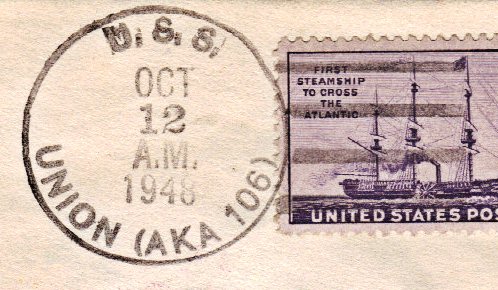 U.S.S.
OCT
12
A.M.
1948
UNION (AKA 106)
FIRST
STEAMSHIP
TO CROSS
THE
ATLANTIC
UNITED STATES POS